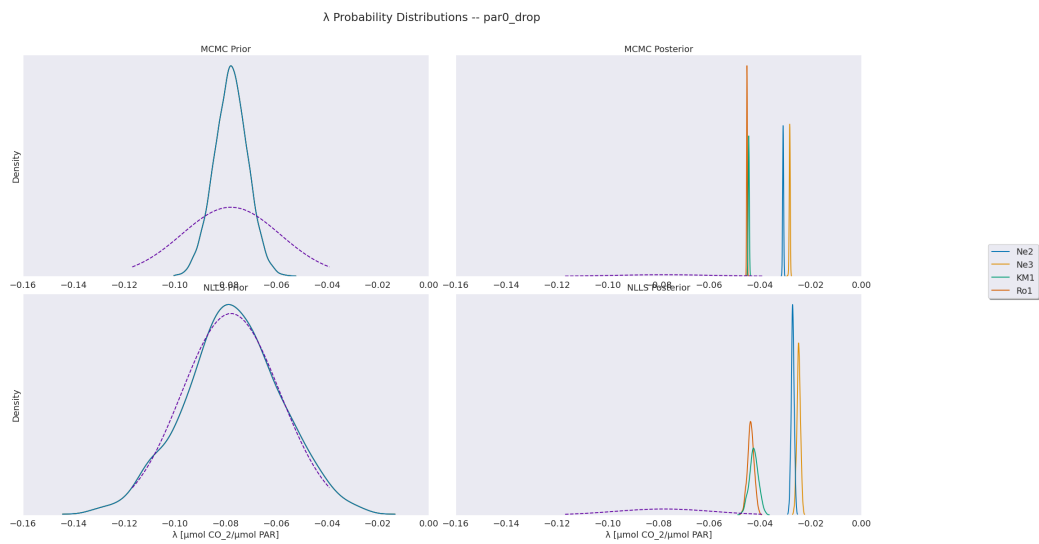 λ Probability Distributions -- par0_drop
MCMC Prior
MCMC Posterior
Density
−0.16 −0.14 −0.12 −0.10 −0.08 −0.06 −0.04 −0.02 0.00
−0.16 −0.14 −0.12 −0.10 −0.08 −0.06 −0.04 −0.02 0.00
Ne2
Ne3
KM1
Ro1
NLLS Prior
NLLS Posterior
Density
−0.16 −0.14 −0.12 −0.10 −0.08 −0.06 −0.04 −0.02 0.00
λ [μmol CO_2/μmol PAR]
−0.16 −0.14 −0.12 −0.10 −0.08 −0.06 −0.04 −0.02 0.00
λ [μmol CO_2/μmol PAR]